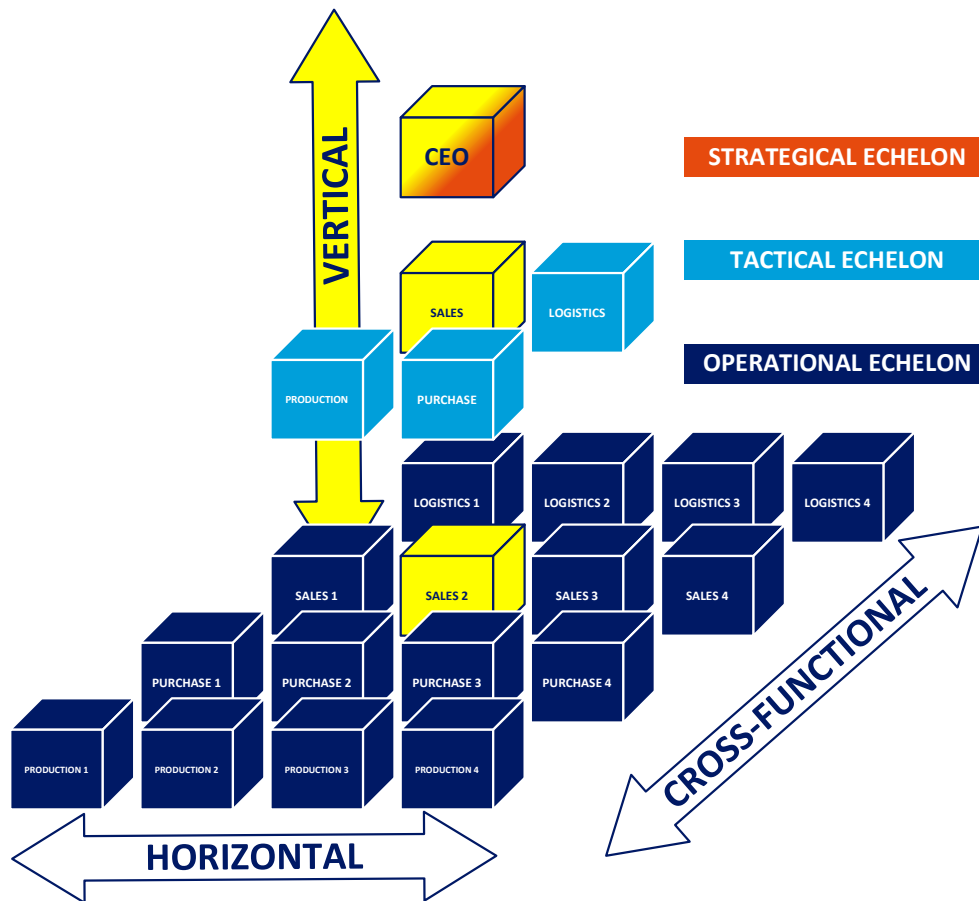 VERTICAL
CEO
STRATEGICAL ECHELON
SALES
LOGISTICS
TACTICAL ECHELON
PRODUCTION
PURCHASE
OPERATIONAL ECHELON
LOGISTICS 1
LOGISTICS 2
LOGISTICS 3
LOGISTICS 4
SALES 1
SALES 2
SALES 3
SALES 4
PURCHASE 1
PURCHASE 2
PURCHASE 3
PURCHASE 4
PRODUCTION 1
PRODUCTION 2
PRODUCTION 3
PRODUCTION 4
CROSS-FUNCTIONAL
HORIZONTAL